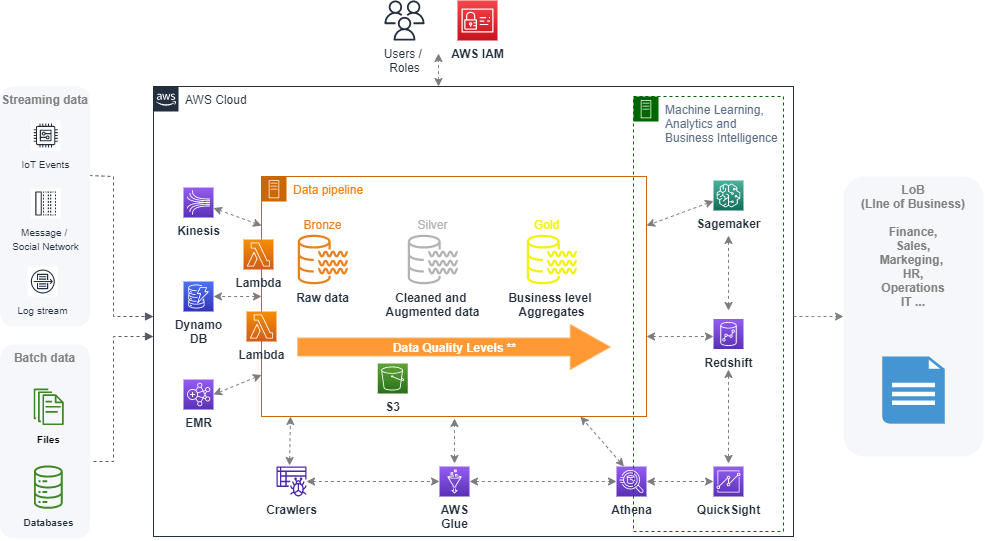 Users /
Roles
AWS IAM
Streaming data
IoT Events
Message /
Social Network
Log stream
Batch data
Files
Databases
aws
AWS Cloud
Machine Learning,
Analytics and
Business Intelligence
Kinesis
Lambda
Dynamo
DB
Lambda
EMR
Data pipeline
Bronze
Raw data
Silver
Cleaned and
Augmented data
Gold
Business level
Aggregates
Data Quality Levels **
S3
Sagemaker
Redshift
Crawlers
AWS
Glue
Athena
QuickSight
LoB
(LIne of Business)
Finance,
Sales,
Markeging,
HR,
Operations
IT ...